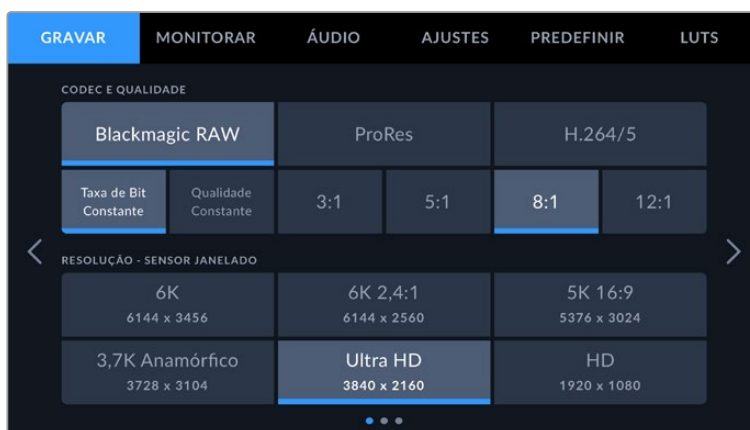 GRAVAR MONITORAR ÁUDIO AJUSTES PREDEFINIR LUTS
CODEC E QUALIDADE
Blackmagic RAW ProRes H.264/5
Taxa de Bit Constante Qualidade Constante 3:1 5:1 8:1 12:1
RESOLUÇÃO - SENSOR JANELADO
6K 6K 2,4:1 5K 16:9
6144 x 3456 6144 x 2560 5376 x 3024
3,7K Anamórfico Ultra HD HD
3728 x 3104 3840 x 2160 1920 x 1080